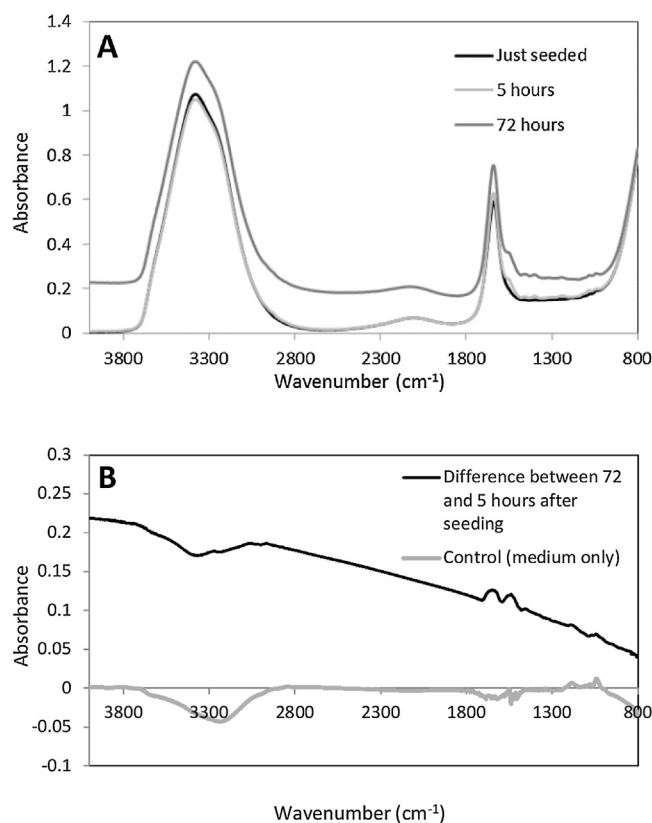 A
1.4
1.2
1
0.8
0.6
0.4
0.2
0
Absorbance
Just seeded
5 hours
72 hours
3800 3300 2800 2300 1800 1300 800
Wavenumber (cm⁻¹)
B
0.3
0.25
0.2
0.15
0.1
0.05
0
-0.05
-0.1
Absorbance
Difference between 72
and 5 hours after
seeding
Control (medium only)
3800 3300 2800 2300 1800 1300 800
Wavenumber (cm⁻¹)